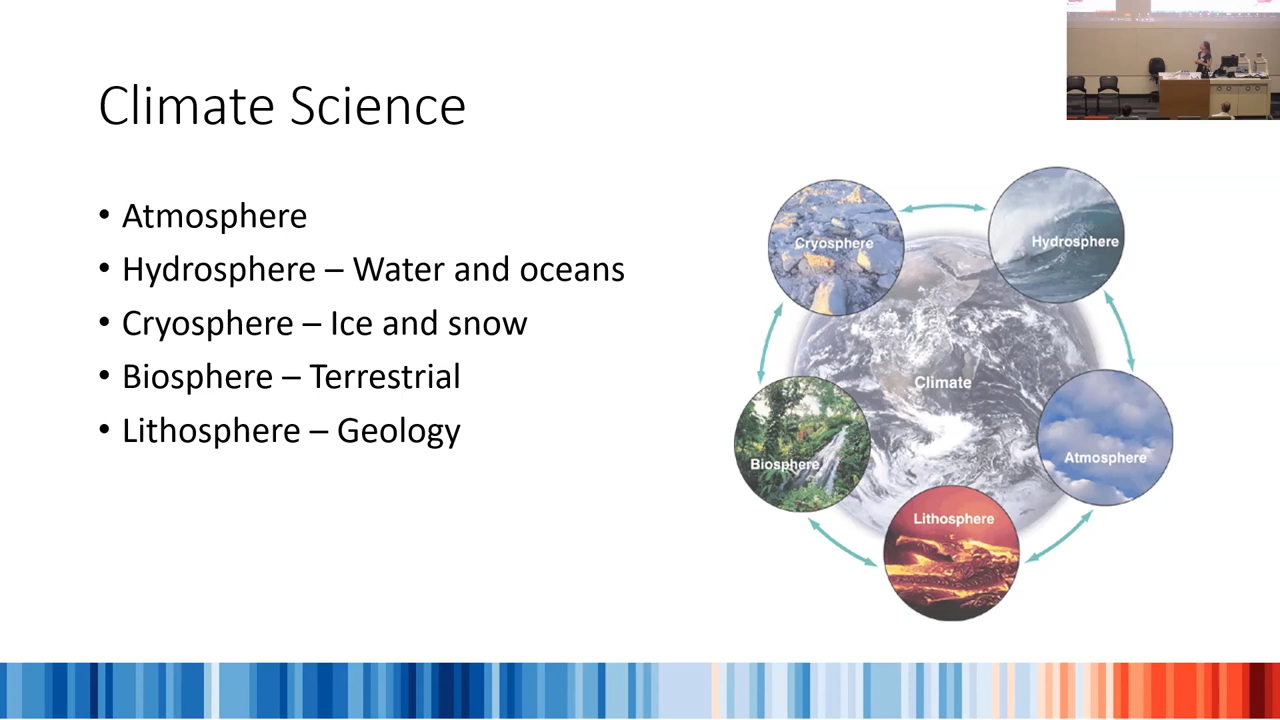 Climate Science
• Atmosphere
• Hydrosphere – Water and oceans
• Cryosphere – Ice and snow
• Biosphere – Terrestrial
• Lithosphere – Geology
Cryosphere
Hydrosphere
Climate
Biosphere
Atmosphere
Lithosphere